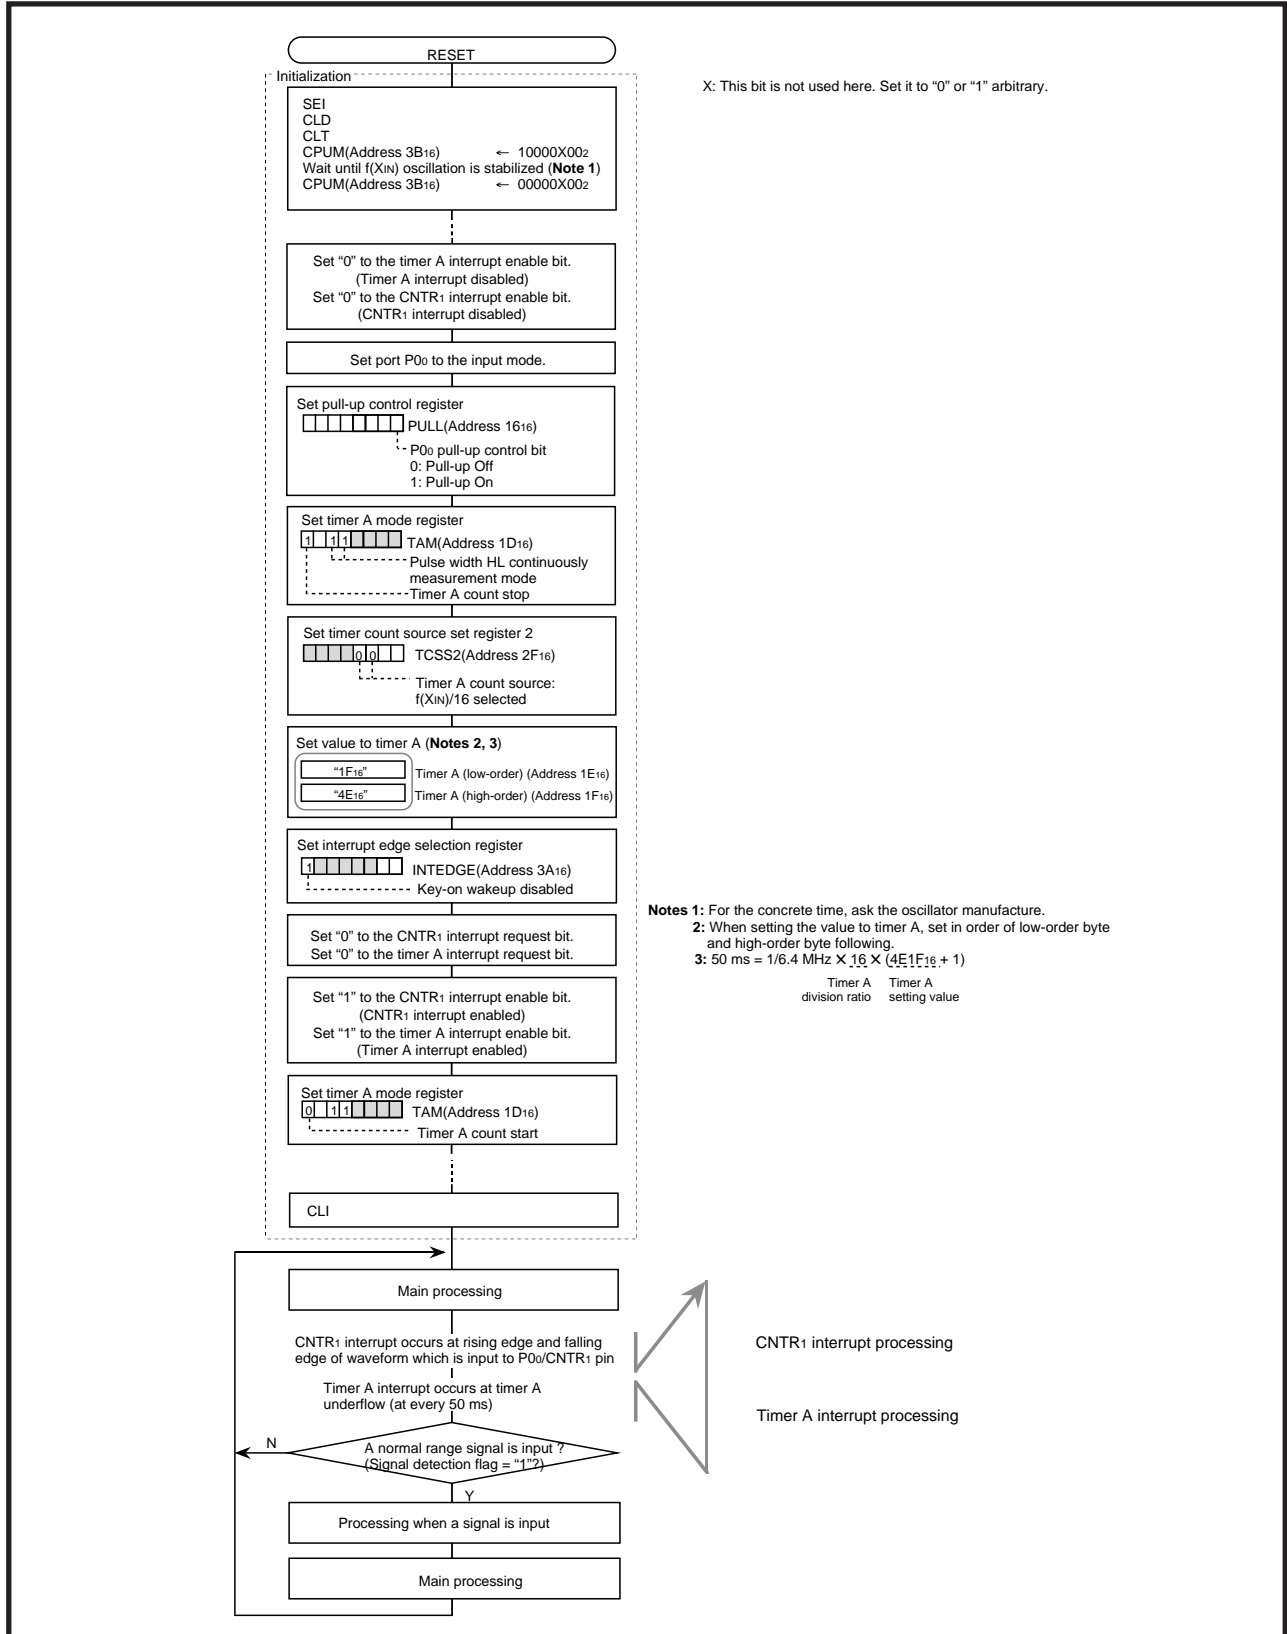 RESET
Initialization
X: This bit is not used here. Set it to “0” or “1” arbitrary.
SEI
CLD
CLT
CPUM(Address 3B16) ← 10000X002
Wait until f(XIN) oscillation is stabilized (Note 1)
CPUM(Address 3B16) ← 00000X002
Set “0” to the timer A interrupt enable bit.
(Timer A interrupt disabled)
Set “0” to the CNTR1 interrupt enable bit.
(CNTR1 interrupt disabled)
Set port P00 to the input mode.
Set pull-up control register
PULL(Address 1616)
P00 pull-up control bit
0: Pull-up Off
1: Pull-up On
Set timer A mode register
1 1 1 TAM(Address 1D16)
Pulse width HL continuously
measurement mode
Timer A count stop
Set timer count source set register 2
0 0 TCSS2(Address 2F16)
Timer A count source:
f(XIN)/16 selected
Set value to timer A (Notes 2, 3)
“1F16” Timer A (low-order) (Address 1E16)
“4E16” Timer A (high-order) (Address 1F16)
Set interrupt edge selection register
1 INTEDGE(Address 3A16)
Key-on wakeup disabled
Set “0” to the CNTR1 interrupt request bit.
Set “0” to the timer A interrupt request bit.
Notes 1: For the concrete time, ask the oscillator manufacture.
2: When setting the value to timer A, set in order of low-order byte
and high-order byte following.
3: 50 ms = 1/6.4 MHz × 16 × (4E1F16 + 1)
Timer A Timer A
division ratio setting value
Set “1” to the CNTR1 interrupt enable bit.
(CNTR1 interrupt enabled)
Set “1” to the timer A interrupt enable bit.
(Timer A interrupt enabled)
Set timer A mode register
0 1 1 TAM(Address 1D16)
Timer A count start
CLI
Main processing
CNTR1 interrupt occurs at rising edge and falling
edge of waveform which is input to P00/CNTR1 pin
CNTR1 interrupt processing
Timer A interrupt occurs at timer A
underflow (at every 50 ms)
Timer A interrupt processing
N
A normal range signal is input ?
(Signal detection flag = “1”?)
Y
Processing when a signal is input
Main processing